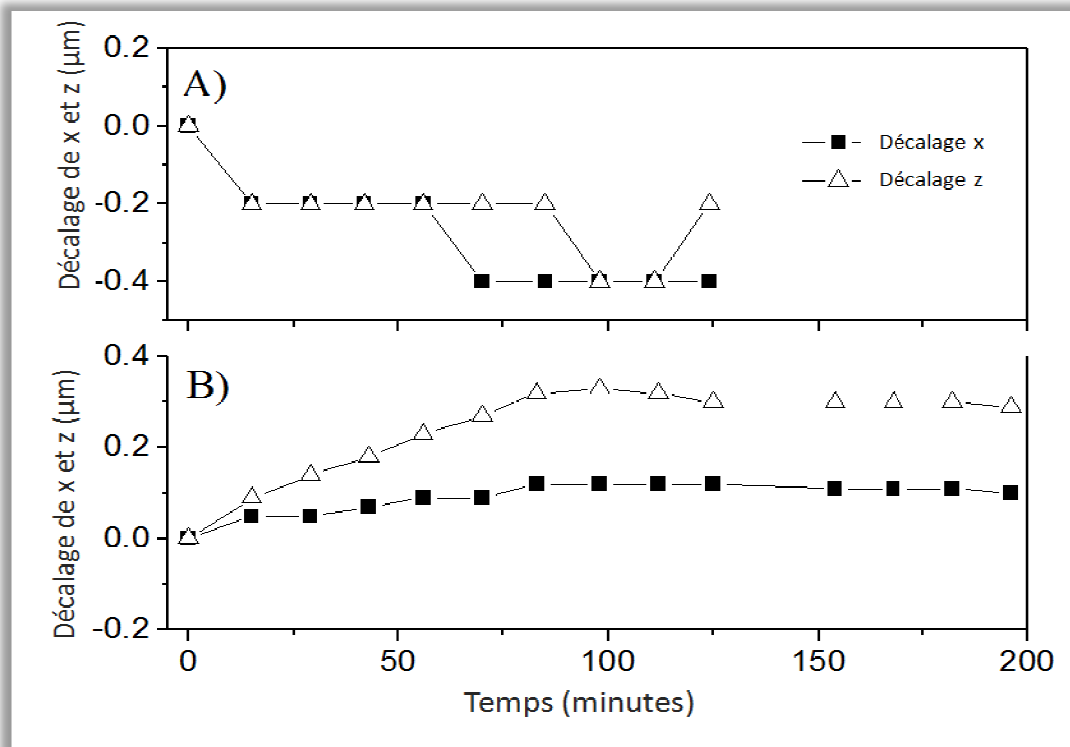 Décalage de x et z (µm)
0.2
0.0
-0.2
-0.4
A)
Décalage x
Décalage z
Décalage de x et z (µm)
0.4
0.2
0.0
-0.2
B)
0
50
100
150
200
Temps (minutes)